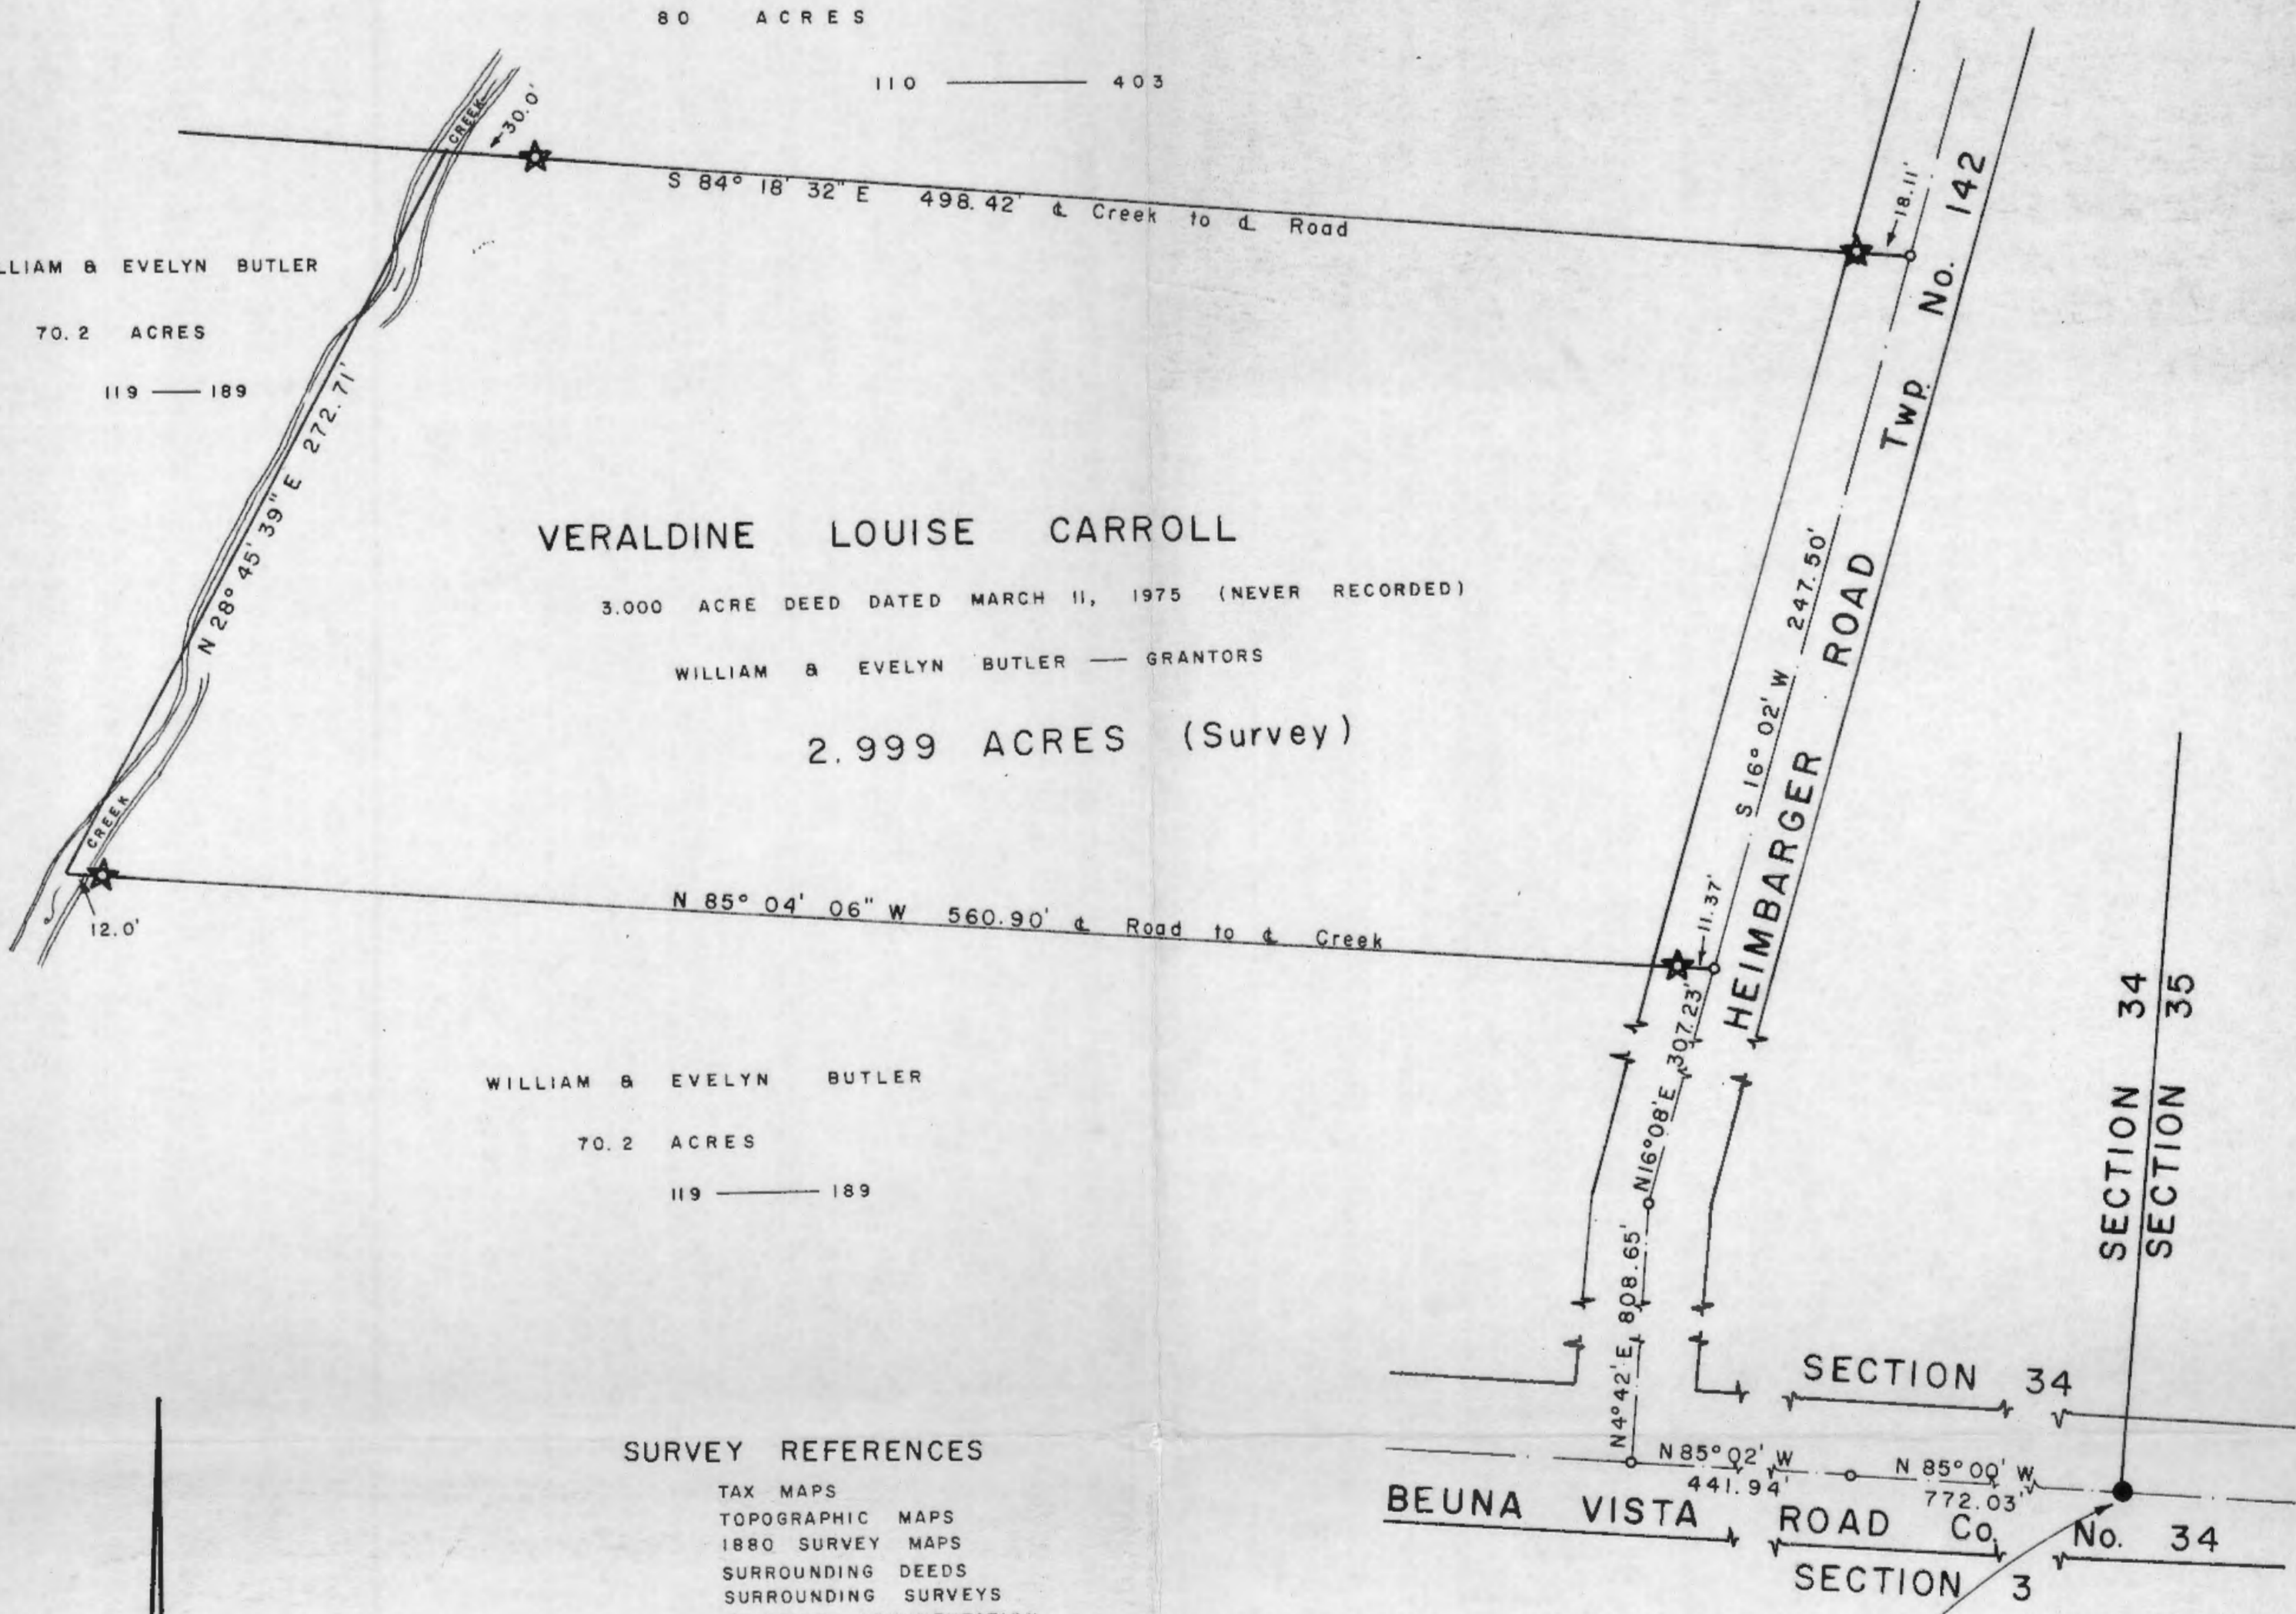 80 ACRES
110 — 403
CREEK
30.0'
S 84° 18' 32" E 498.42' ℄ Creek to ℄ Road
18.11'
LLIAM & EVELYN BUTLER
70.2 ACRES
119 — 189
N 28° 45' 39" E 272.71'
VERALDINE LOUISE CARROLL
3.000 ACRE DEED DATED MARCH 11, 1975 (NEVER RECORDED)
WILLIAM & EVELYN BUTLER — GRANTORS
2.999 ACRES (Survey)
S 16° 02' W 247.50'
HEIMBARGER ROAD Twp. No. 142
CREEK
12.0'
N 85° 04' 06" W 560.90' ℄ Road to ℄ Creek
11.37'
N16°08'E 307.23'
WILLIAM & EVELYN BUTLER
70.2 ACRES
119 — 189
SECTION 34
SECTION 35
N4°42'E 808.65'
SECTION 34
N 85° 02' W
441.94'
N 85° 00' W
772.03'
BEUNA VISTA ROAD Co. No. 34
SECTION 3
SURVEY REFERENCES
TAX MAPS
TOPOGRAPHIC MAPS
1880 SURVEY MAPS
SURROUNDING DEEDS
SURROUNDING SURVEYS